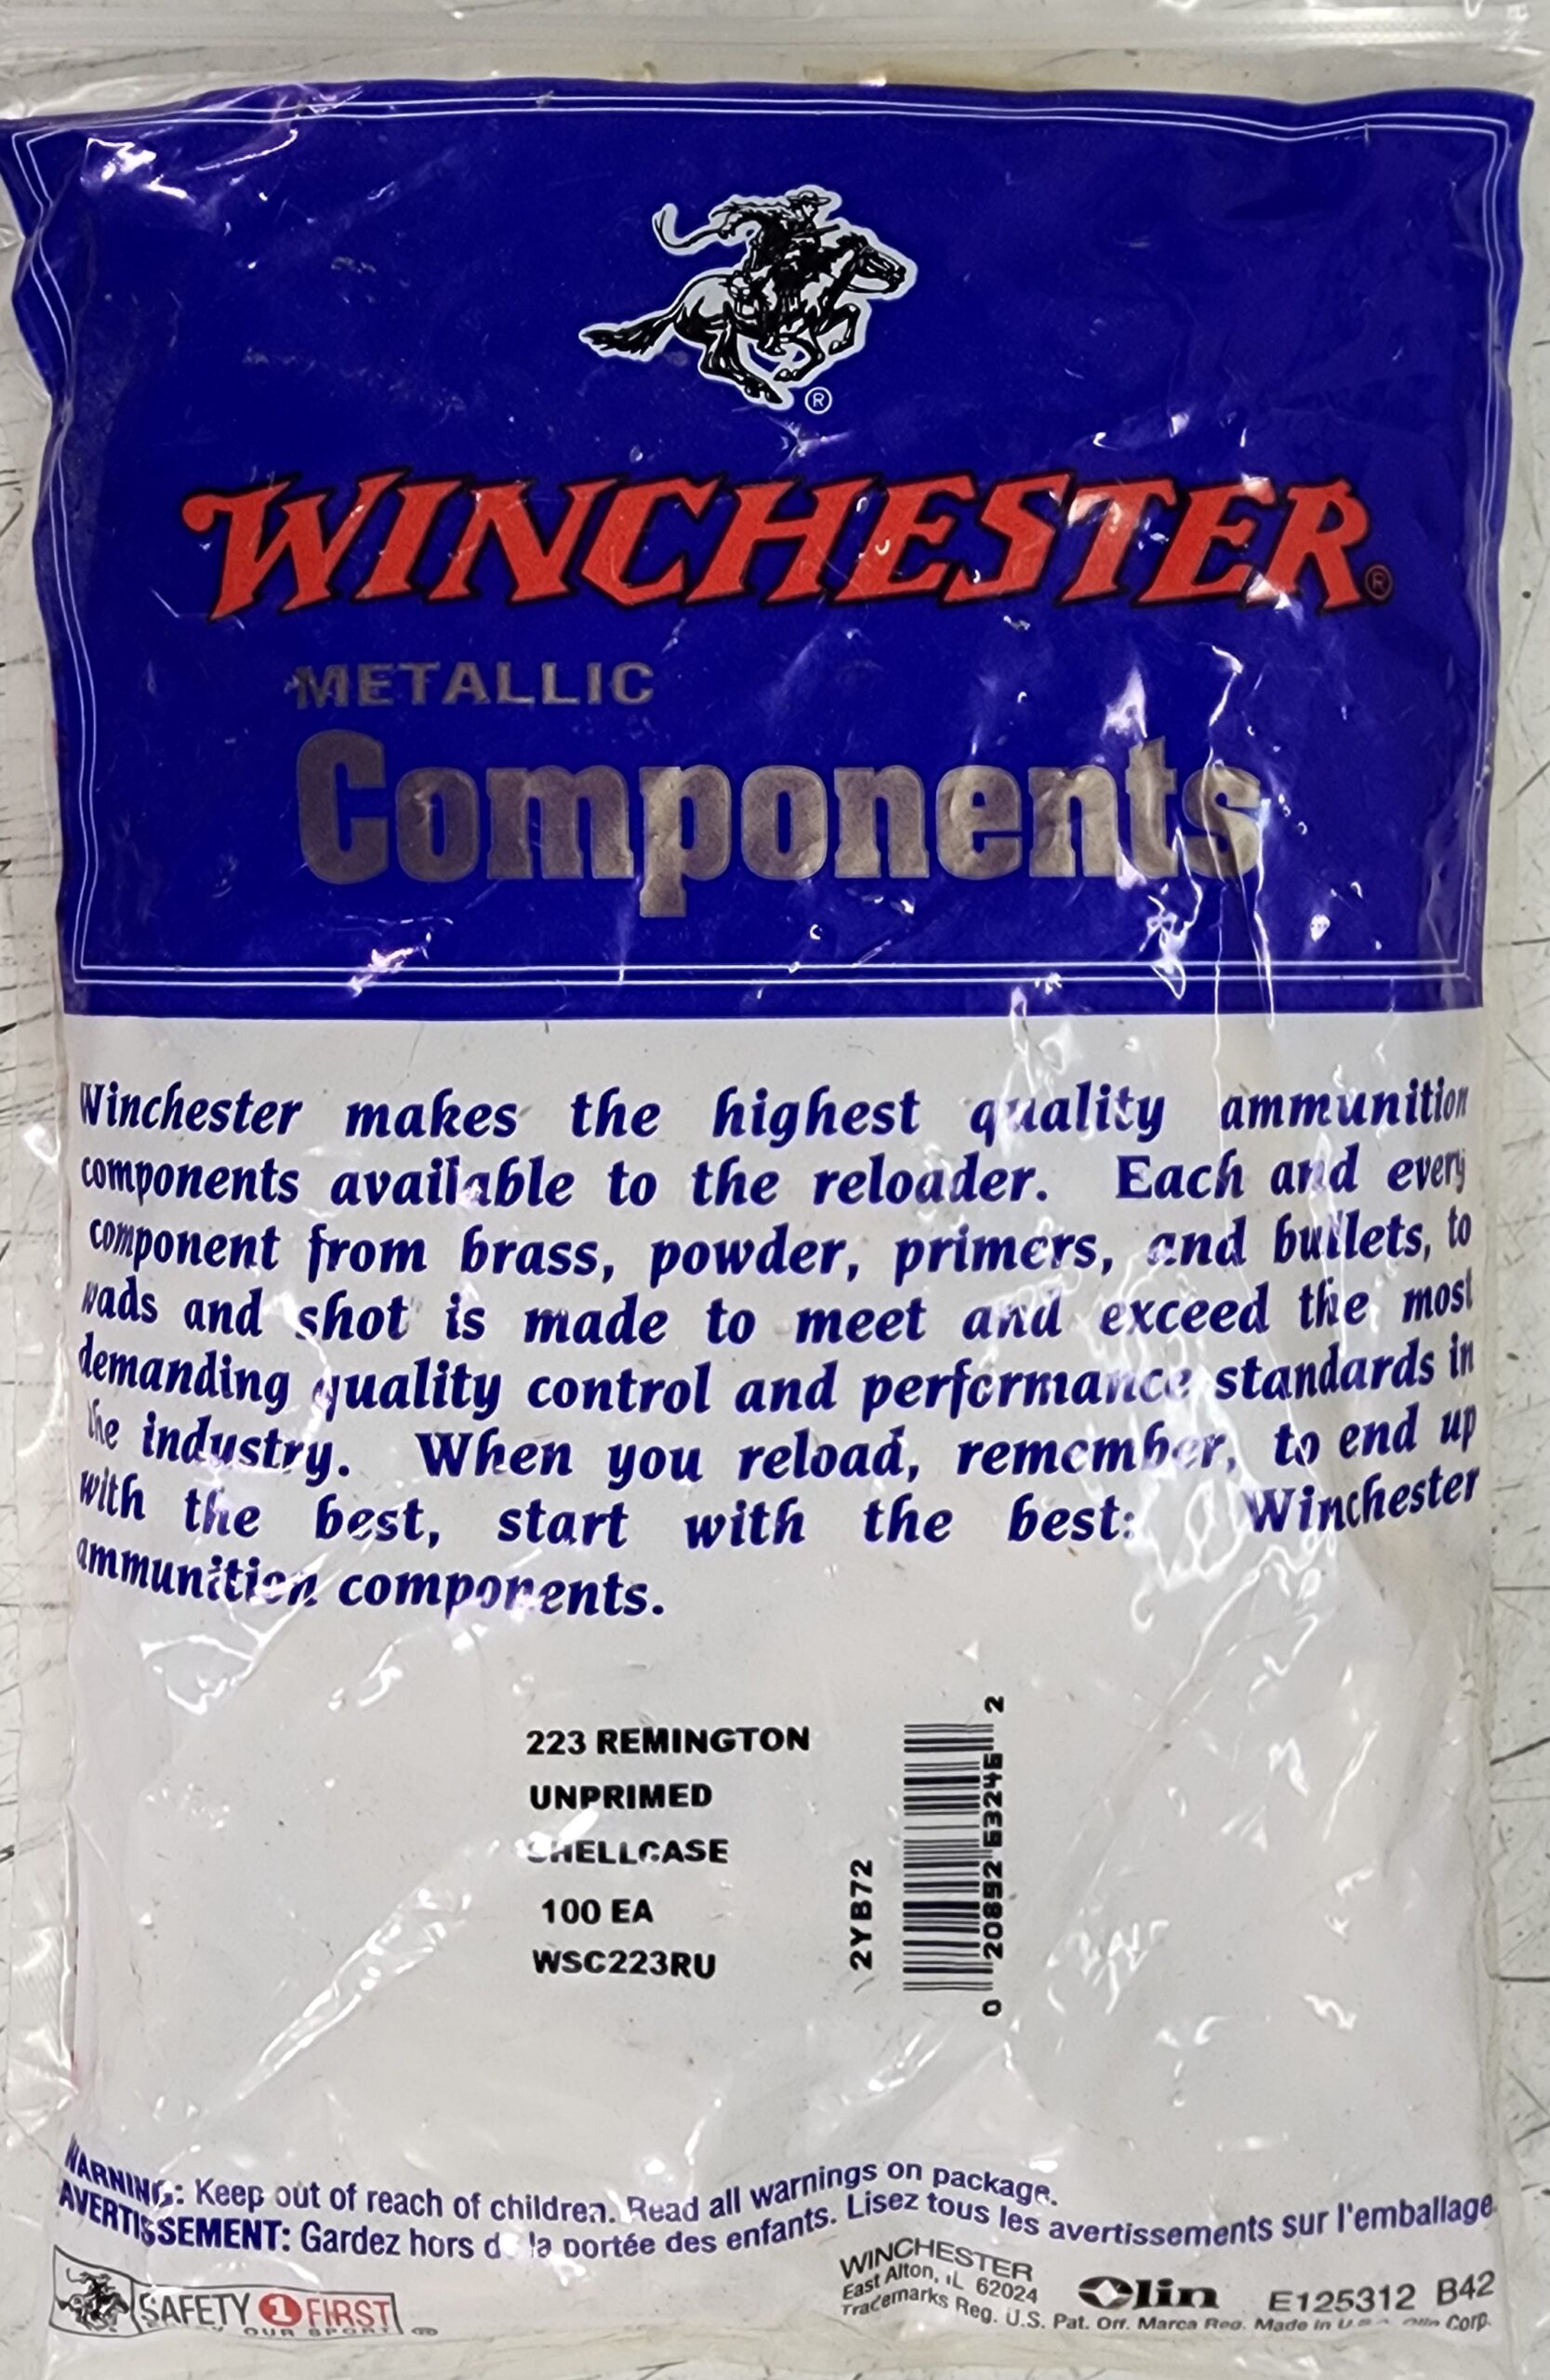 ®
WINCHESTER®
METALLIC
Components
Winchester makes the highest quality ammunition
components available to the reloader. Each and every
component from brass, powder, primers, and bullets, to
wads and shot is made to meet and exceed the most
demanding quality control and performance standards in
the industry. When you reload, remember, to end up
with the best, start with the best: Winchester
ammunition components.
223 REMINGTON
UNPRIMED
SHELLCASE
100 EA
WSC223RU
2YB72
0 20892 63246 2
WARNING: Keep out of reach of children. Read all warnings on package.
AVERTISSEMENT: Gardez hors de la portée des enfants. Lisez tous les avertissements sur l'emballage
SAFETY 1 FIRST
OUR SPORT
WINCHESTER
East Alton, IL 62024
Olin E125312 B42
Trademarks Reg. U.S. Pat. Off. Marca Reg. Made in U.S.A. Olin Corp.